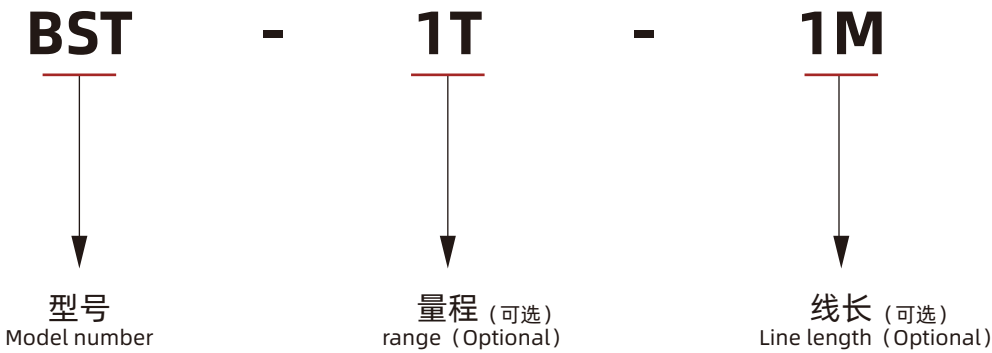 BST - 1T - 1M
型号 量程 (可选) 线长 (可选)
Model number range (Optional) Line length (Optional)